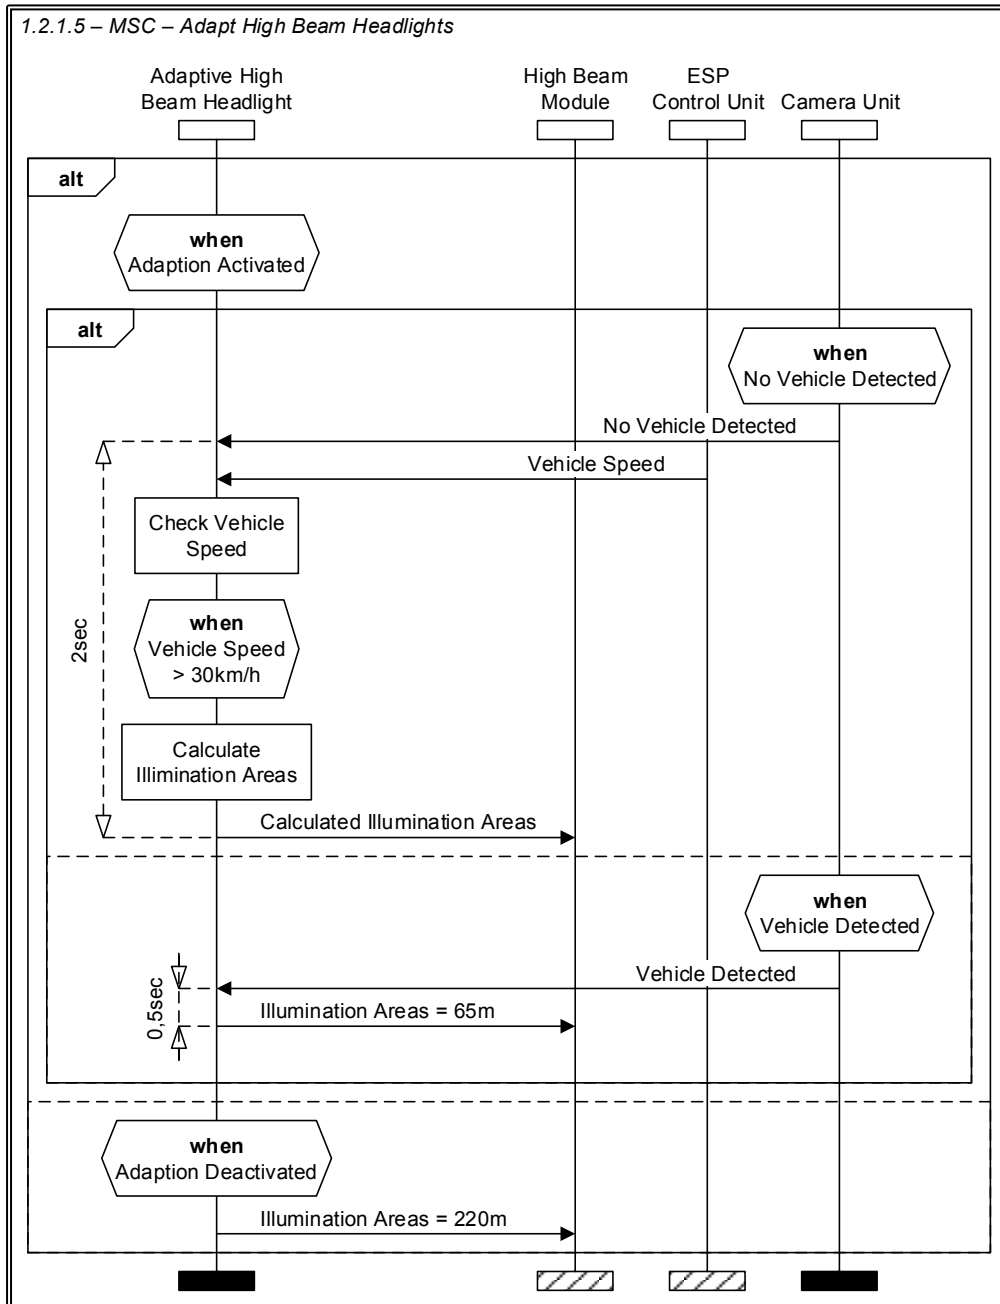 1.2.1.5 – MSC – Adapt High Beam Headlights
Adaptive High
Beam Headlight
High Beam
Module
ESP
Control Unit
Camera Unit
alt
when
Adaption Activated
alt
when
No Vehicle Detected
No Vehicle Detected
Vehicle Speed
Check Vehicle
Speed
2sec
when
Vehicle Speed
> 30km/h
Calculate
Illimination Areas
Calculated Illumination Areas
when
Vehicle Detected
Vehicle Detected
0,5sec
Illumination Areas = 65m
when
Adaption Deactivated
Illumination Areas = 220m